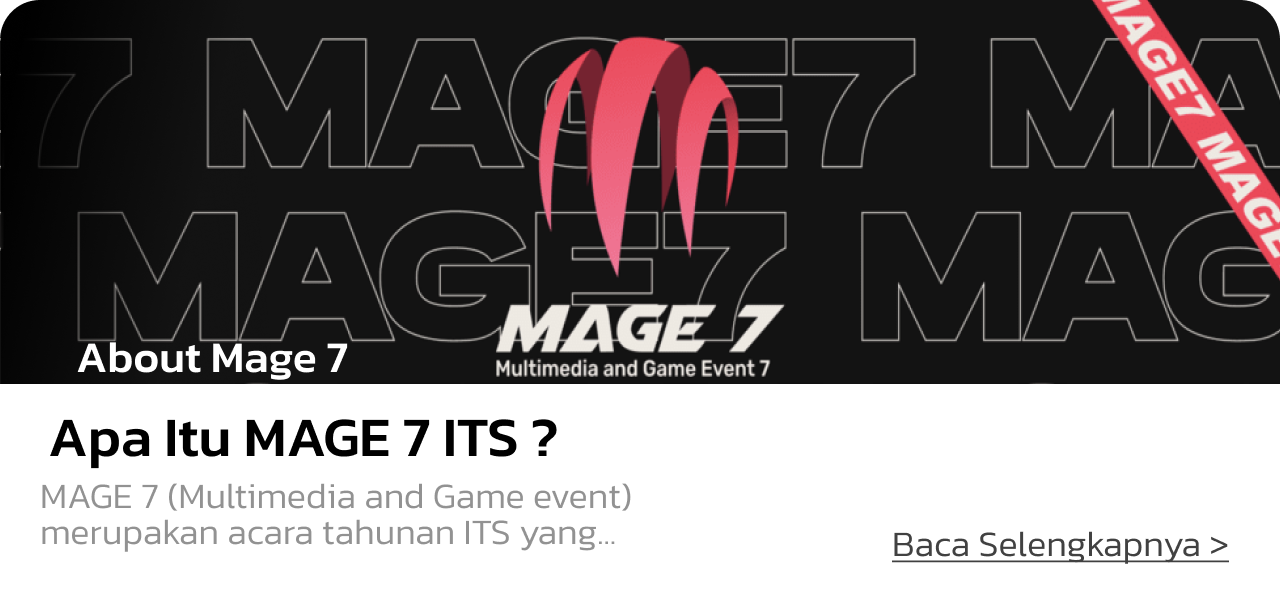 7 MAGE7 MA
MAGE7 MAGE
MAGE7 MAG
MAGE 7
Multimedia and Game Event 7
About Mage 7
Apa Itu MAGE 7 ITS ?
MAGE 7 (Multimedia and Game event)
merupakan acara tahunan ITS yang...
Baca Selengkapnya >